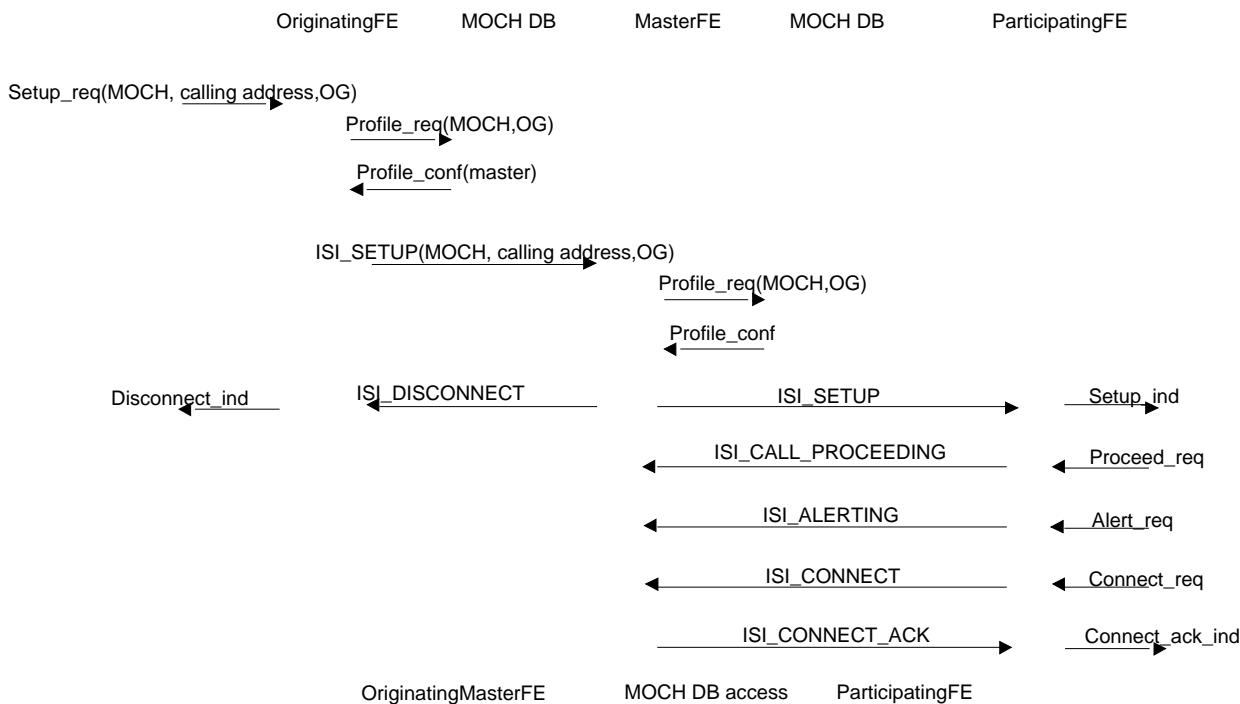 OriginatingFE MOCH DB MasterFE MOCH DB ParticipatingFE
Setup_req(MOCH, calling address,OG)
Profile_req(MOCH,OG)
Profile_conf(master)
ISI_SETUP(MOCH, calling address,OG)
Profile_req(MOCH,OG)
Profile_conf
Disconnect_ind ISI_DISCONNECT ISI_SETUP Setup_ind
ISI_CALL_PROCEEDING Proceed_req
ISI_ALERTING Alert_req
ISI_CONNECT Connect_req
ISI_CONNECT_ACK Connect_ack_ind
OriginatingMasterFE MOCH DB access ParticipatingFE